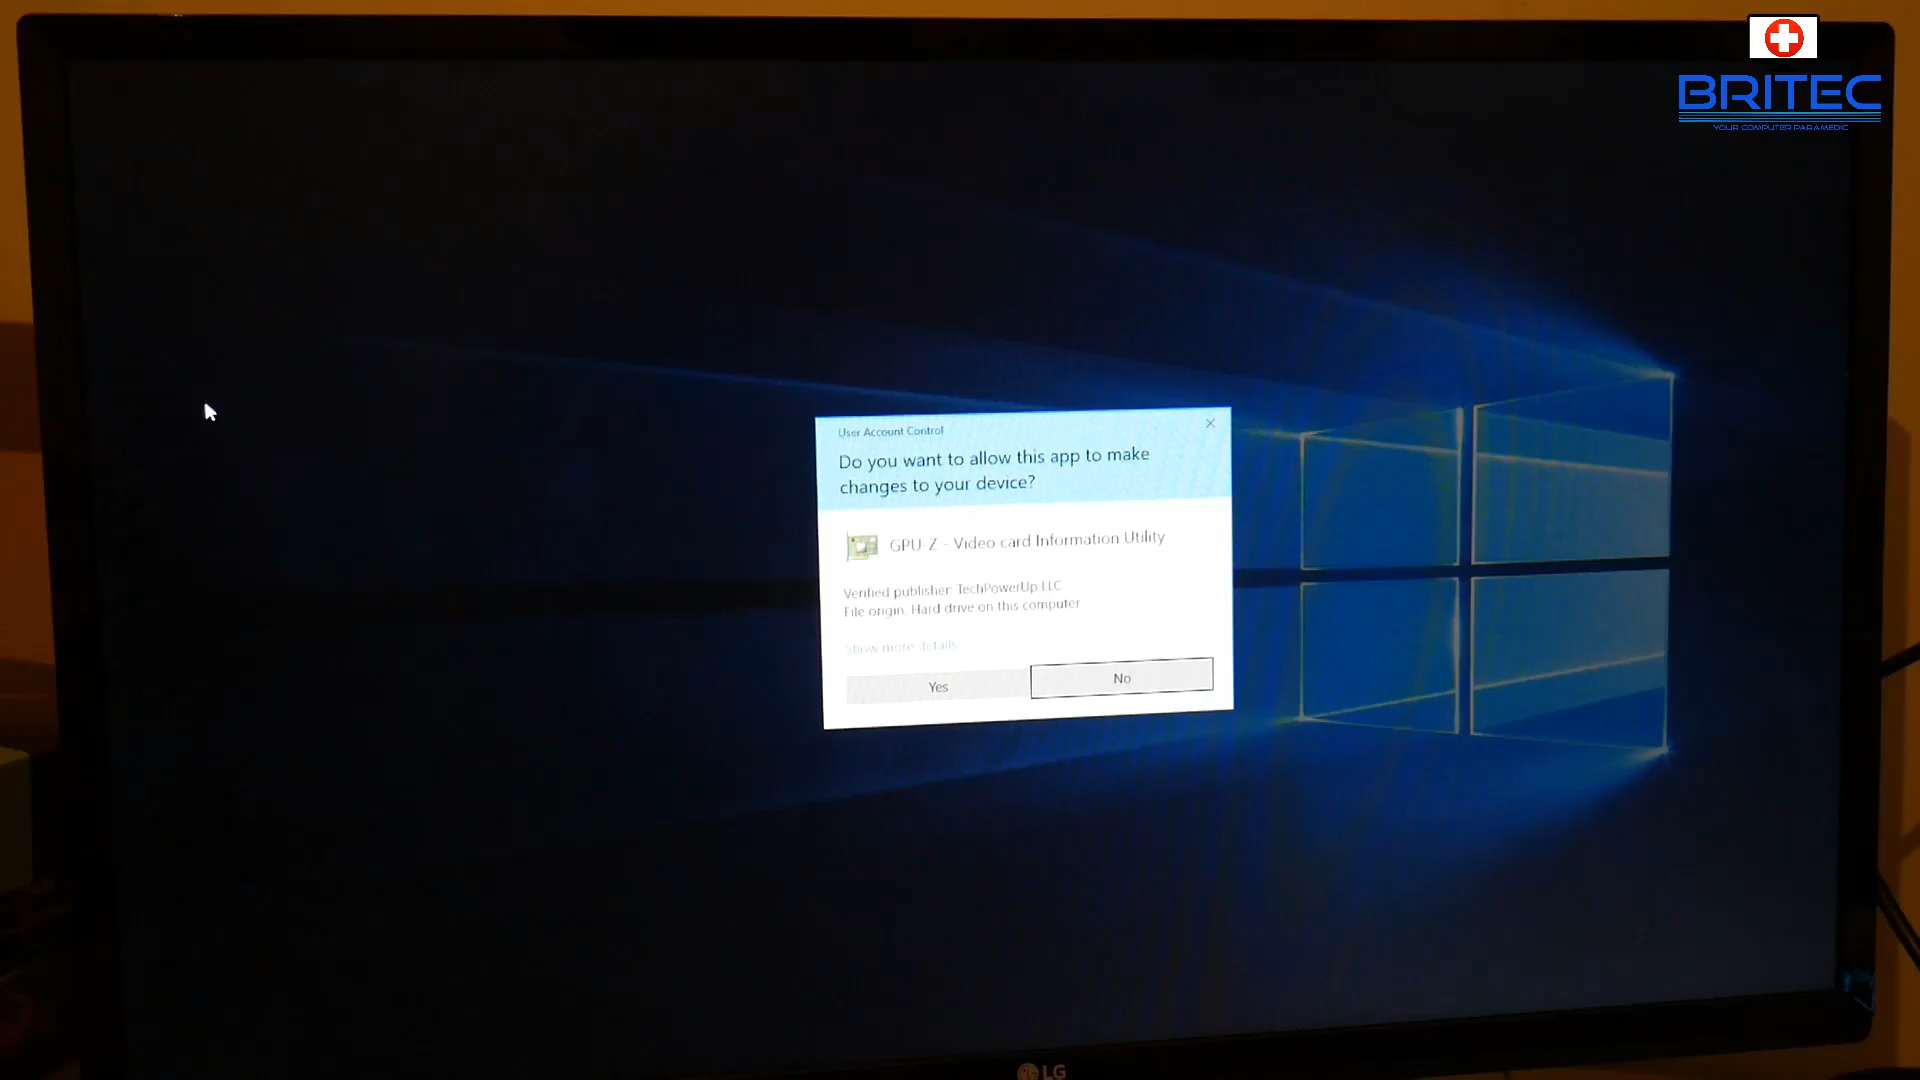 BRITEC
YOUR COMPUTER PARAMEDIC
User Account Control
Do you want to allow this app to make
changes to your device?
GPU-Z - Video card Information Utility
Verified publisher: TechPowerUp LLC
File origin: Hard drive on this computer
Show more details
Yes
No
LG